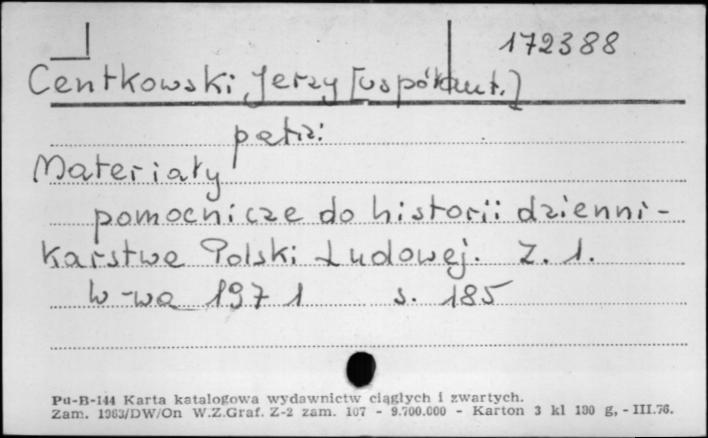 172388
Centkowski Jerzy [współaut.]
patrz:
Materiały
pomocnicze do historii dzienni-
karstwa Polski Ludowej. Z. 1.
W-wa 1971 s. 185
Pu-B-144 Karta katalogowa wydawnictw ciągłych i zwartych.
Zam. 1963/DW/On W.Z.Graf. Z-2 zam. 107 - 9.700.000 - Karton 3 kl 190 g, - III.76.